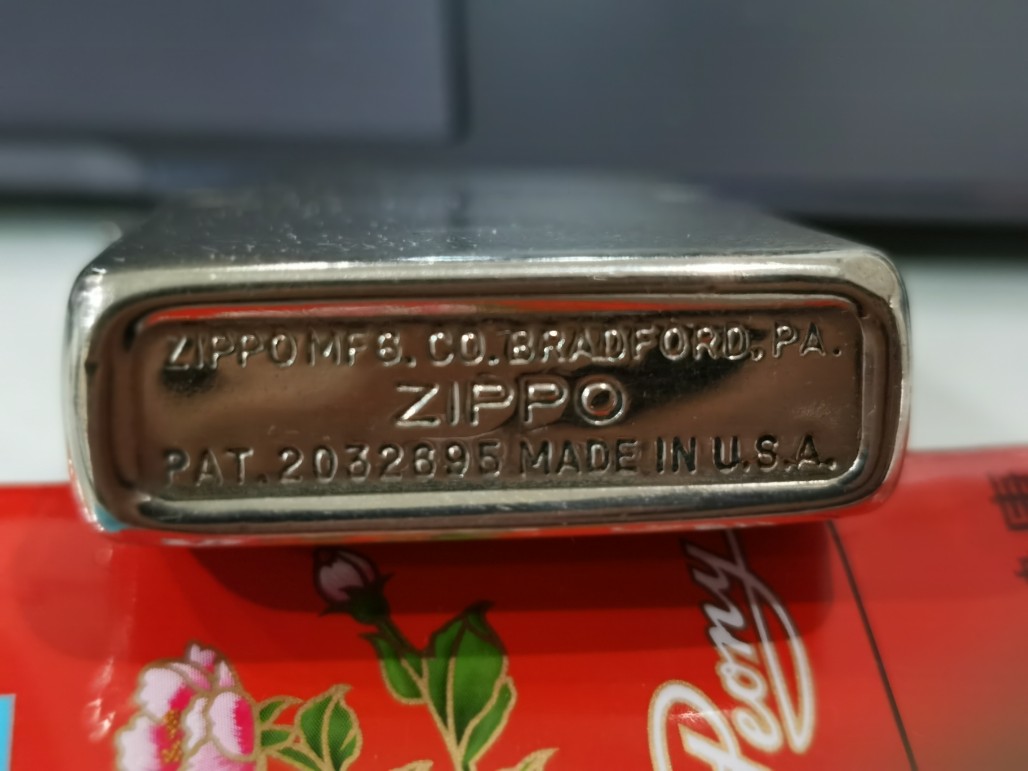 ZIPPO MFG. CO. BRADFORD, PA.
ZIPPO
PAT. 2032695 MADE IN U.S.A.
Peony